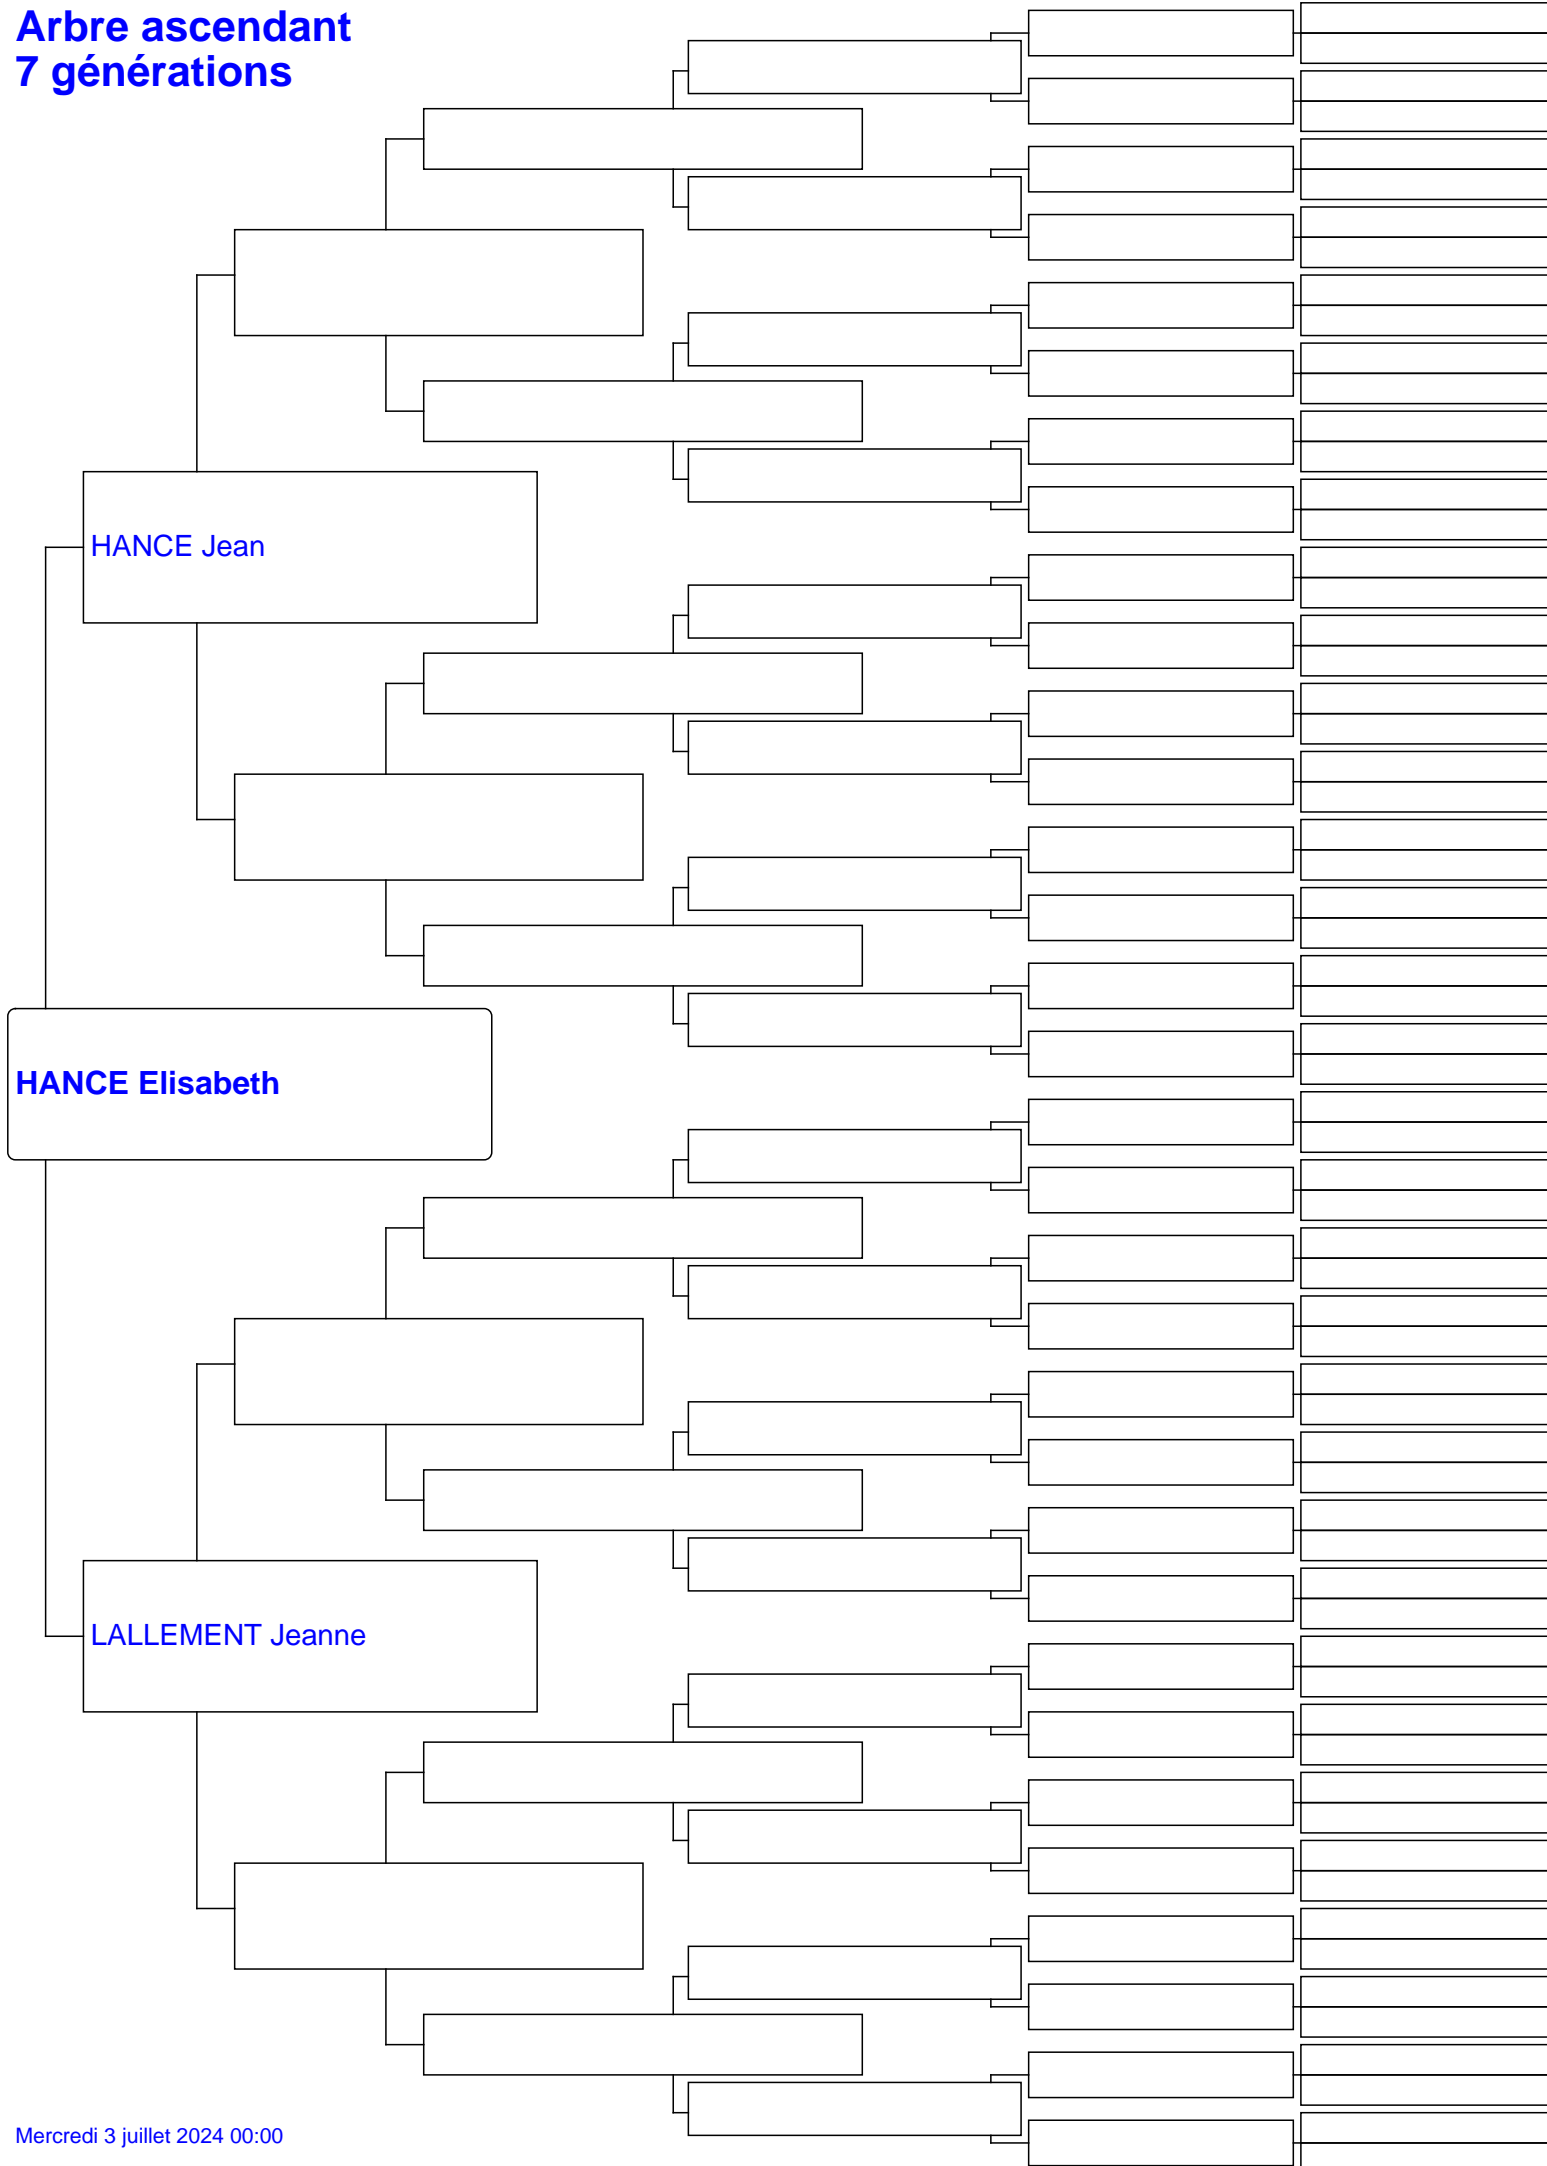 Arbre ascendant
7 générations
HANCE Jean
HANCE Elisabeth
LALLEMENT Jeanne
Mercredi 3 juillet 2024 00:00